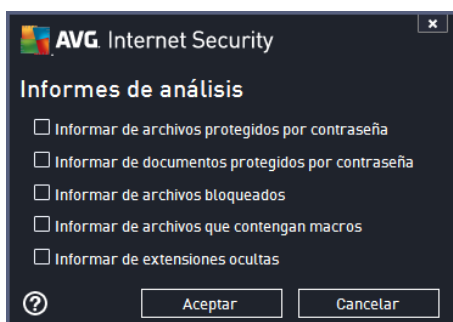 AVG. Internet Security
Informes de análisis
Informar de archivos protegidos por contraseña
Informar de documentos protegidos por contraseña
Informar de archivos bloqueados
Informar de archivos que contengan macros
Informar de extensiones ocultas
? Aceptar Cancelar